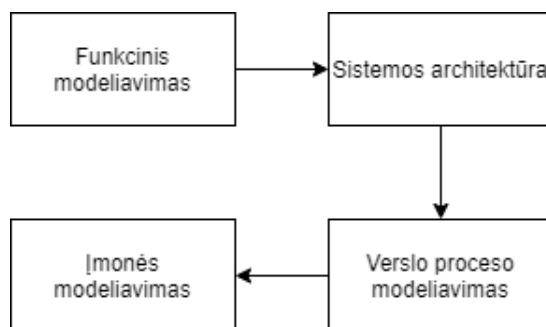 Funkcinis
modeliavimas
Sistemos architektūra
Įmonės
modeliavimas
Verslo proceso
modeliavimas